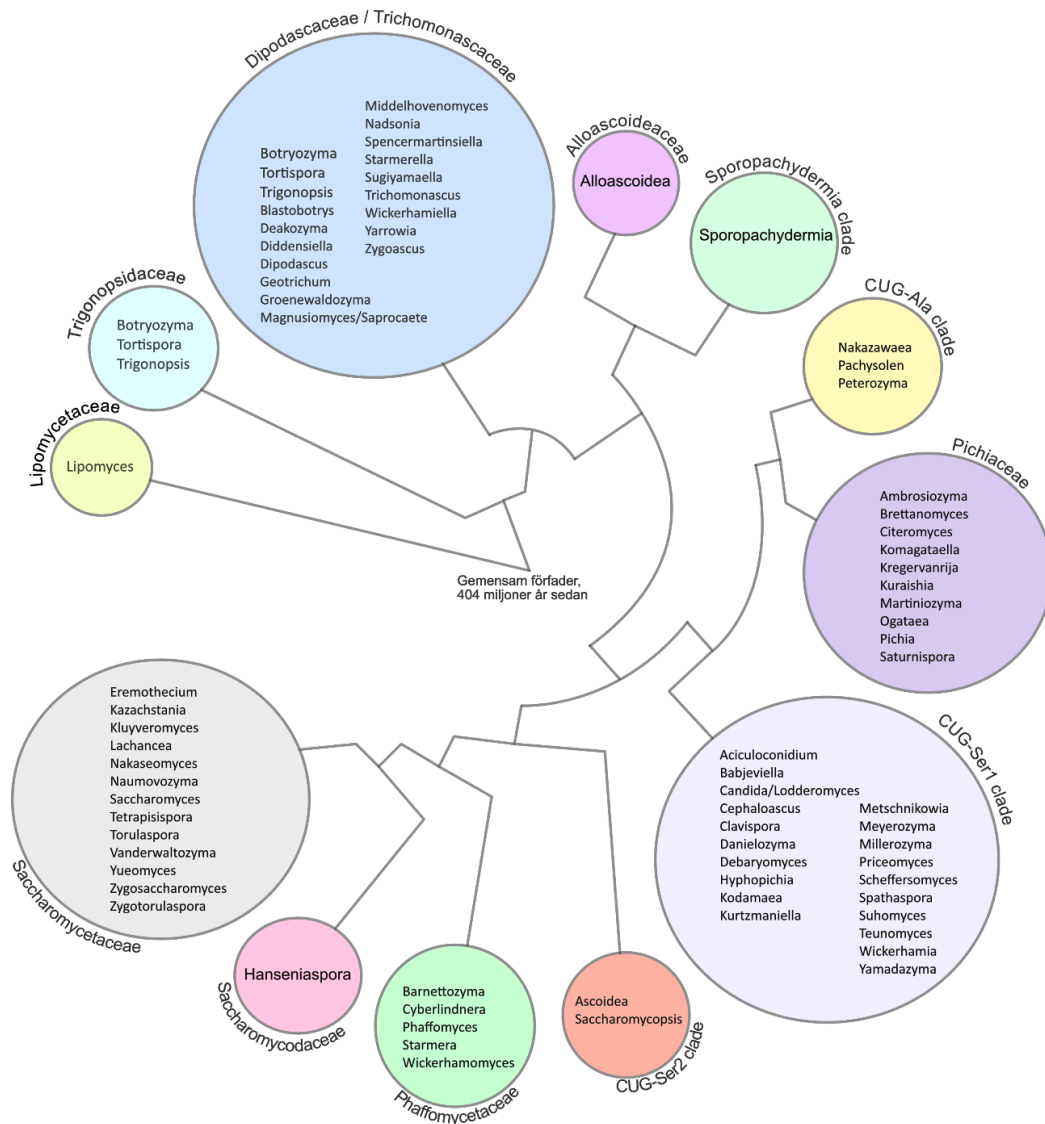 Dipodascaceae / Trichomonascaceae
Botryozyma
Tortispora
Trigonopsis
Blastobotrys
Deakozyma
Diddensiella
Dipodascus
Geotrichum
Groenewaldozyma
Magnusiomyces/Saprocaete
Middelhovenomyces
Nadsonia
Spencermartinsiella
Starmerella
Sugiyamaella
Trichomonascus
Wickerhamiella
Yarrowia
Zygoascus
Alloascoideaceae
Alloascoidea
Sporopachydermia clade
Sporopachydermia
CUG-Ala clade
Nakazawaea
Pachysolen
Peterozyma
Trigonopsidaceae
Botryozyma
Tortispora
Trigonopsis
Lipomycetaceae
Lipomyces
Pichiaceae
Ambrosiozyma
Brettanomyces
Citeromyces
Komagataella
Kregervanrija
Kuraishia
Martiniozyma
Ogataea
Pichia
Saturnispora
Gemensam förfader,
404 miljoner år sedan
Eremothecium
Kazachstania
Kluyveromyces
Lachancea
Nakaseomyces
Naumovozyma
Saccharomyces
Tetrapisispora
Torulaspora
Vanderwaltozyma
Yueomyces
Zygosaccharomyces
Zygotorulaspora
Saccharomycetaceae
CUG-Ser1 clade
Aciculoconidium
Babjeviella
Candida/Lodderomyces
Cephaloascus
Clavispora
Danielozyma
Debaryomyces
Hyphopichia
Kodamaea
Kurtzmaniella
Metschnikowia
Meyerozyma
Millerozyma
Priceomyces
Scheffersomyces
Spathaspora
Suhomyces
Teunomyces
Wickerhamia
Yamadazyma
Hanseniaspora
Saccharomycodaceae
Barnettozyma
Cyberlindnera
Phaffomyces
Starmera
Wickerhamomyces
Phaffomycetaceae
Ascoidea
Saccharomycopsis
CUG-Ser2 clade